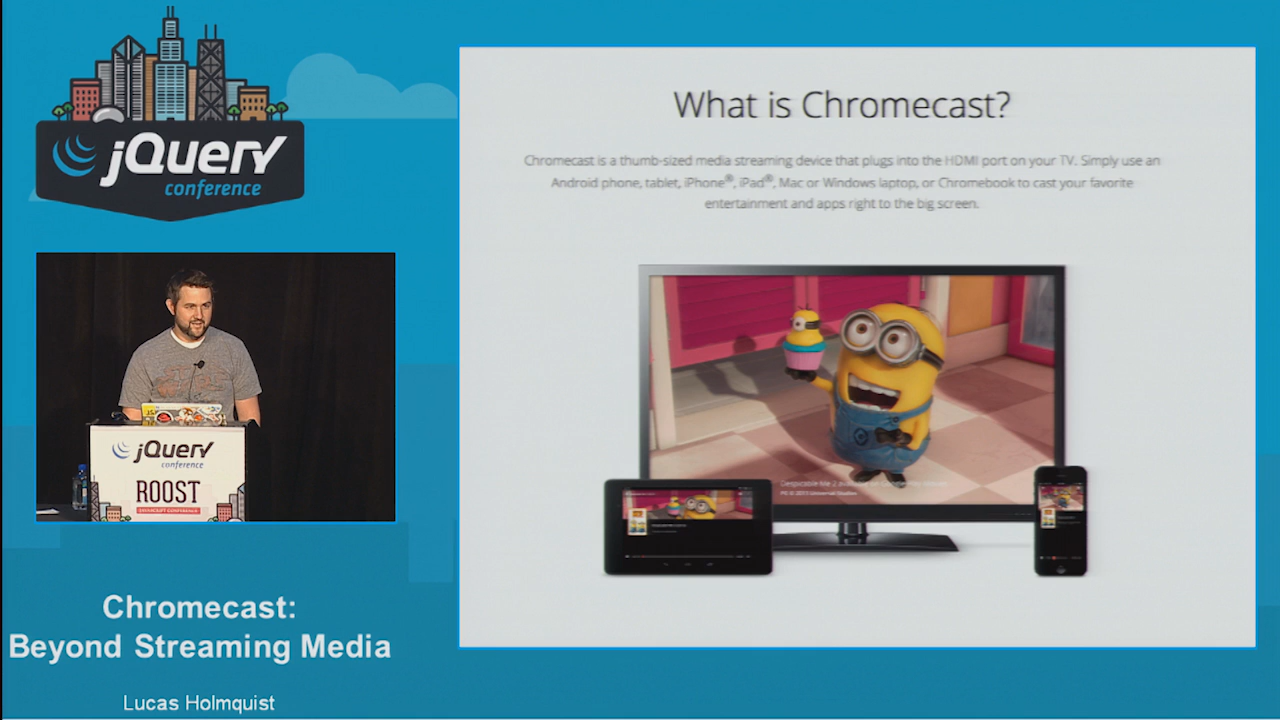 jQuery
conference
What is Chromecast?
Chromecast is a thumb-sized media streaming device that plugs into the HDMI port on your TV. Simply use an
Android phone, tablet, iPhone®, iPad®, Mac or Windows laptop, or Chromebook to cast your favorite
entertainment and apps right to the big screen.
Despicable Me 2
PG © 2013 Universal Studios
jQuery
conference
ROOST
JAVASCRIPT CONFERENCE
Chromecast:
Beyond Streaming Media
Lucas Holmquist